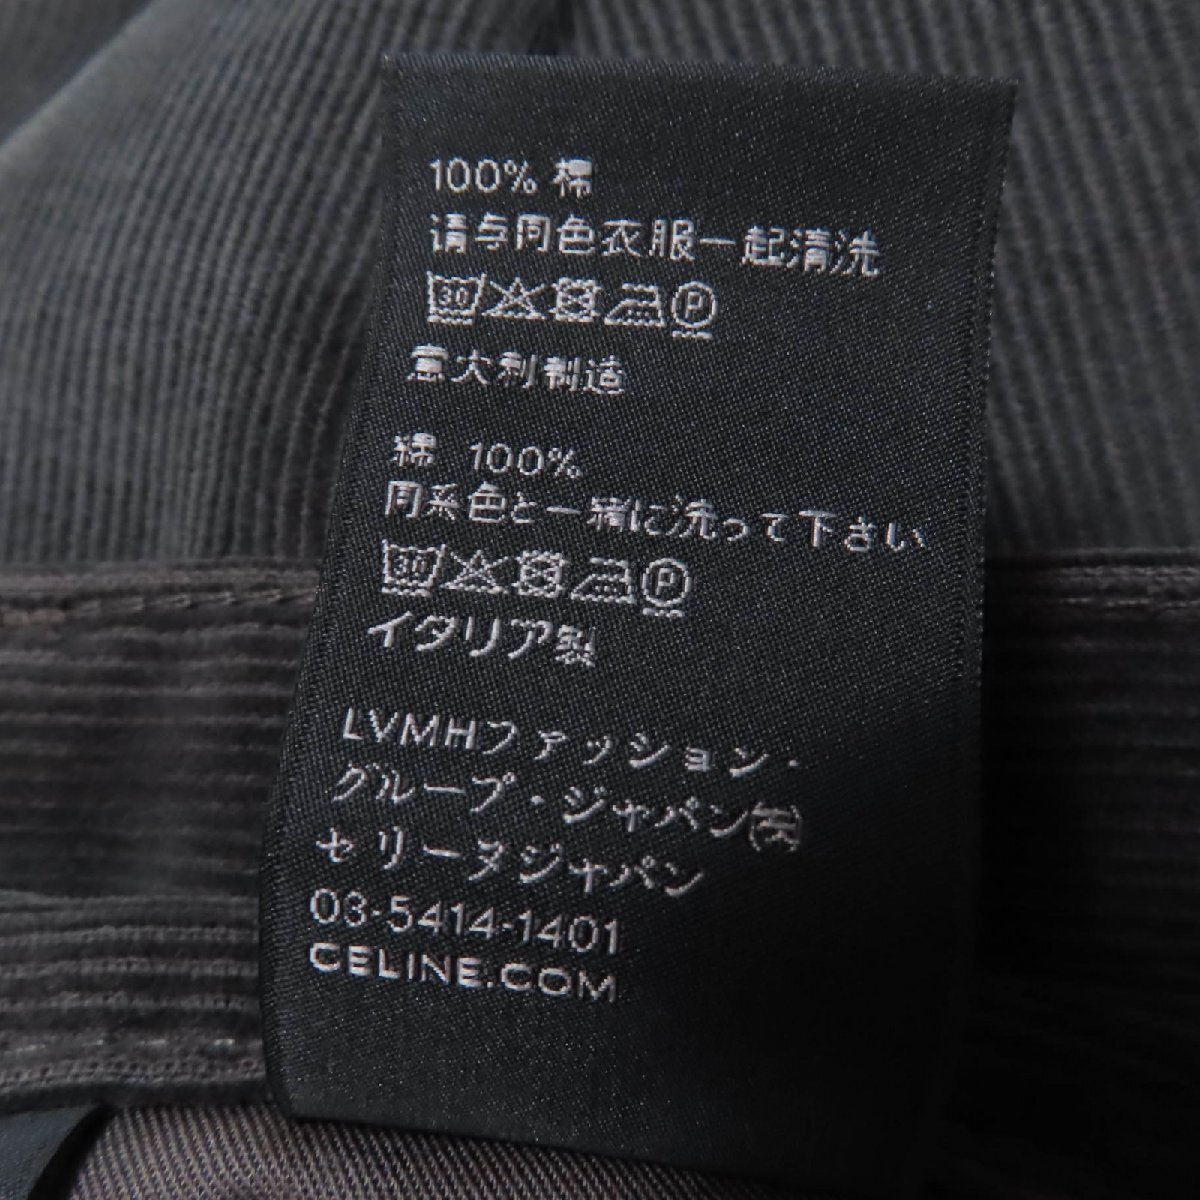 100% 棉
请与同色衣服一起清洗
30 P
意大利制造
綿 100%
同系色と一緒に洗って下さい
30 P
イタリア製
LVMHファッション・
グループ・ジャパン㈱
セリーヌジャパン
03-5414-1401
CELINE.COM